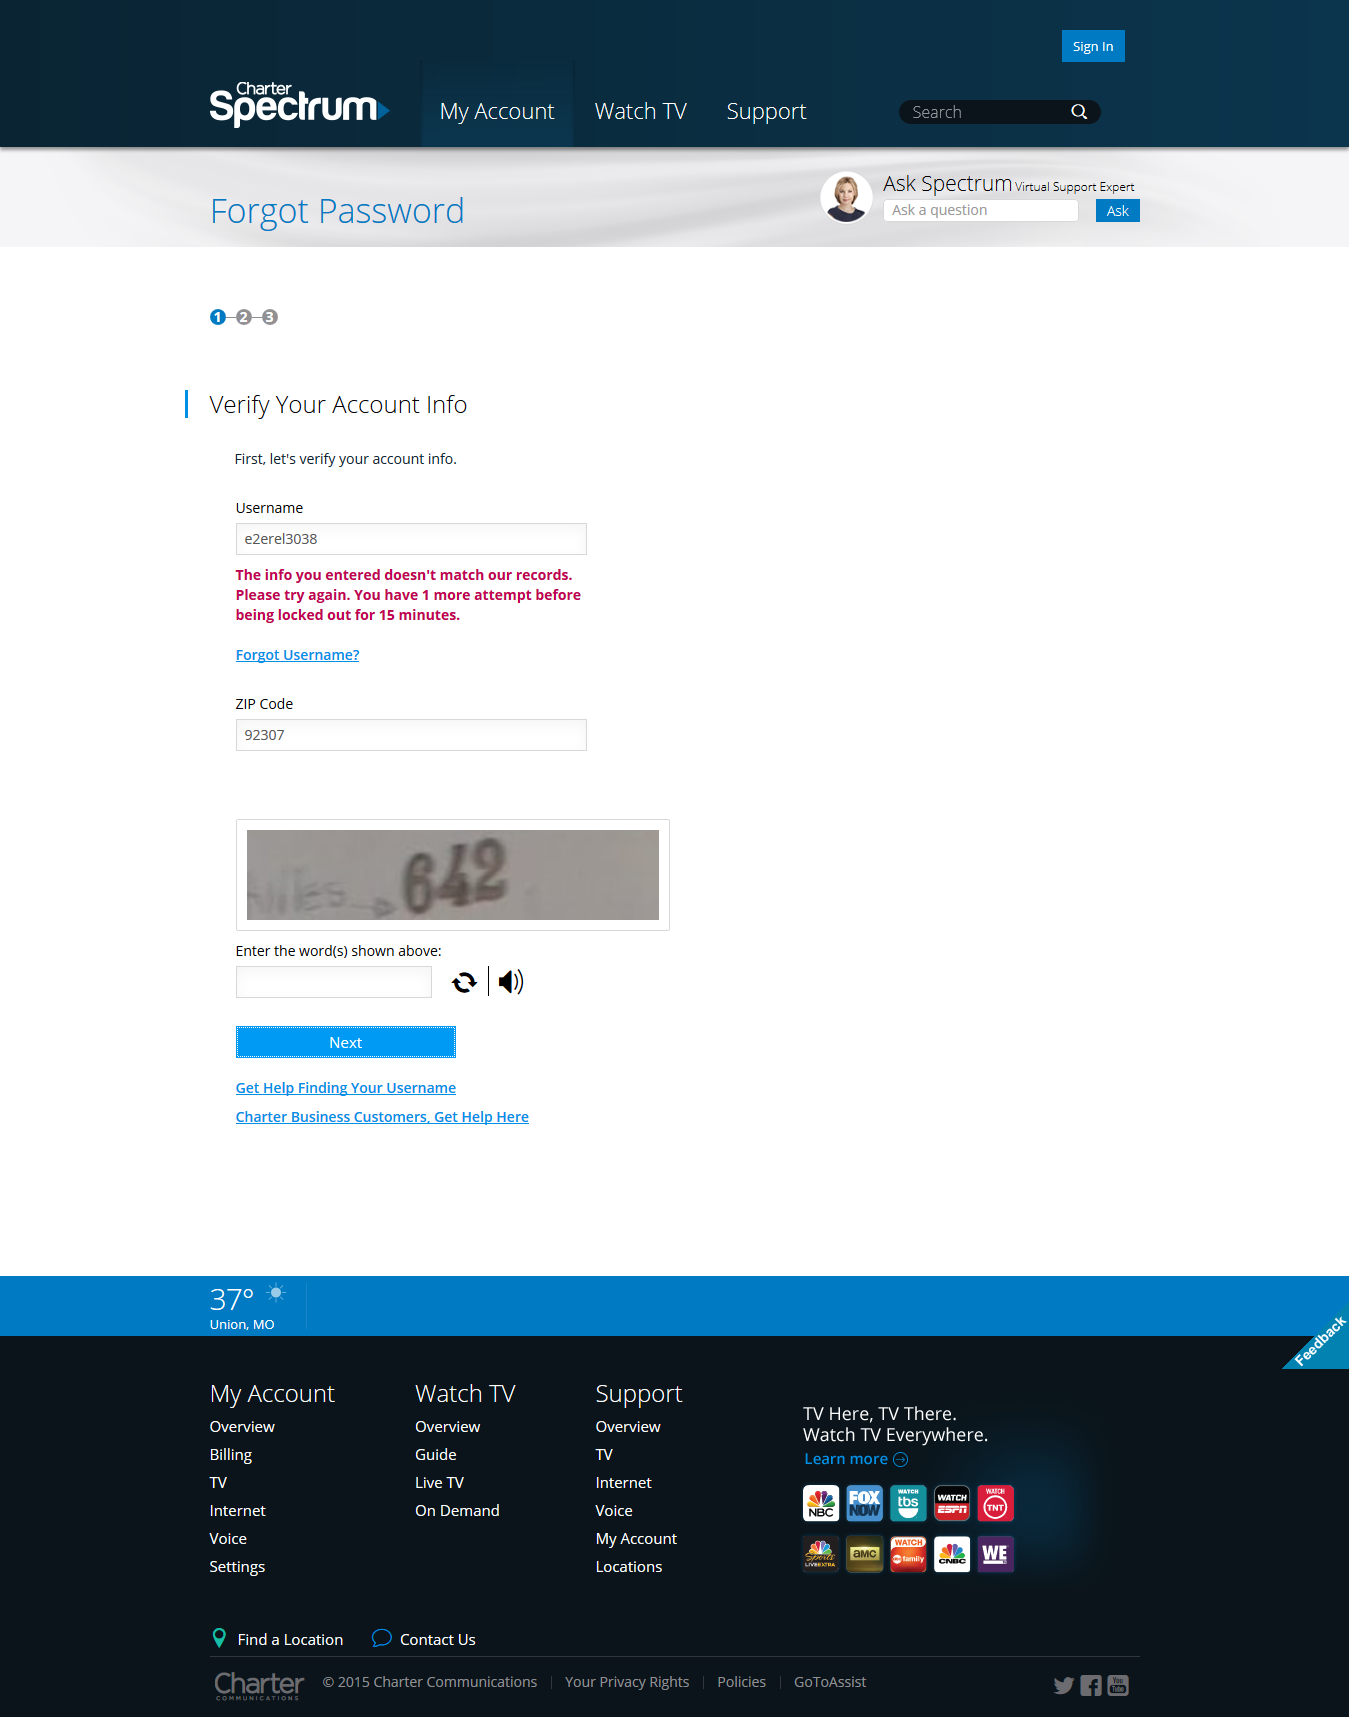 Sign In
Charter
Spectrum
My Account
Watch TV
Support
Search
Forgot Password
Ask Spectrum Virtual Support Expert
Ask a question
Ask
1 2 3
Verify Your Account Info
First, let's verify your account info.
Username
e2erel3038
The info you entered doesn't match our records.
Please try again. You have 1 more attempt before
being locked out for 15 minutes.
Forgot Username?
ZIP Code
92307
642
Enter the word(s) shown above:
Next
Get Help Finding Your Username
Charter Business Customers, Get Help Here
37°
Union, MO
Feedback
My Account
Overview
Billing
TV
Internet
Voice
Settings
Watch TV
Overview
Guide
Live TV
On Demand
Support
Overview
TV
Internet
Voice
My Account
Locations
TV Here, TV There.
Watch TV Everywhere.
Learn more
NBC
FOX NOW
WATCH tbs
WATCH ESPN
WATCH TNT
Sports LIVE EXTRA
amc
WATCH abc family
CNBC
WE tv
Find a Location
Contact Us
Charter
COMMUNICATIONS
© 2015 Charter Communications
Your Privacy Rights
Policies
GoToAssist
You Tube